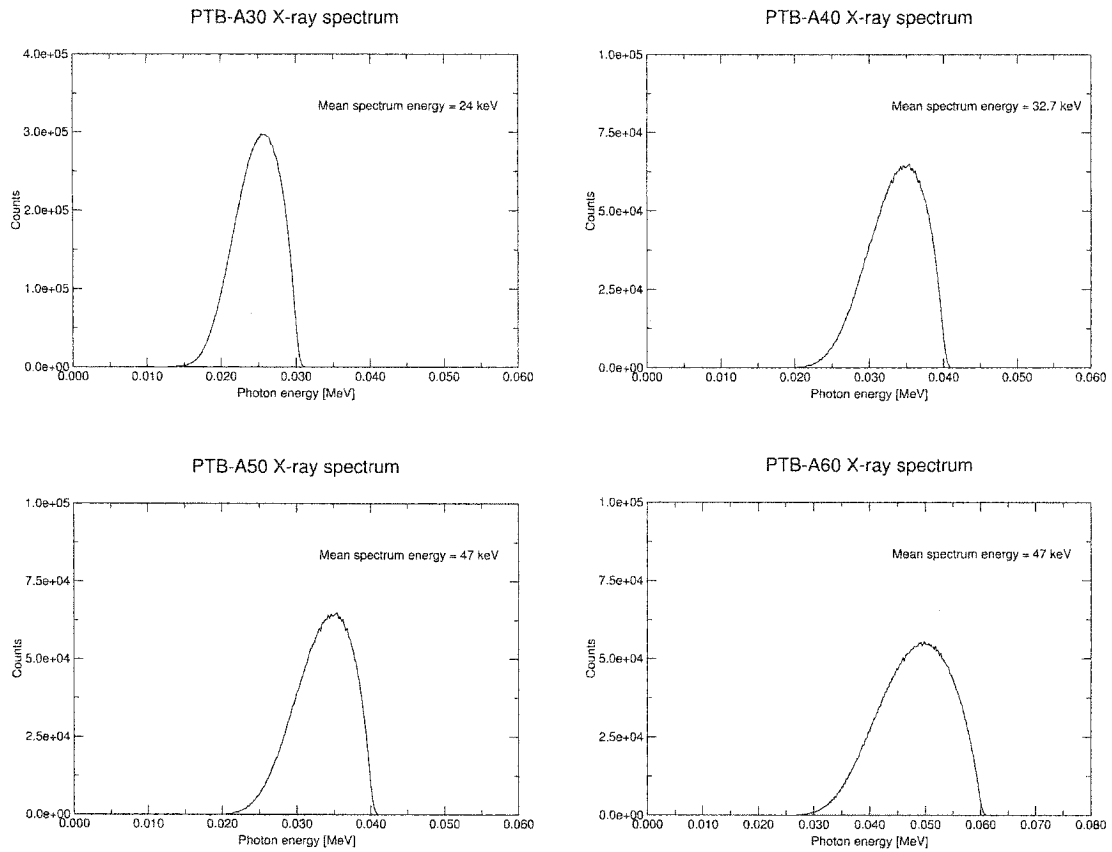 PTB-A30 X-ray spectrum
4.0e+05
3.0e+05
2.0e+05
1.0e+05
0.0e+00
Counts
Mean spectrum energy = 24 keV
0.000 0.010 0.020 0.030 0.040 0.050 0.060
Photon energy [MeV]
PTB-A40 X-ray spectrum
1.0e+05
7.5e+04
5.0e+04
2.5e+04
0.0e+00
Counts
Mean spectrum energy = 32.7 keV
0.000 0.010 0.020 0.030 0.040 0.050 0.060
Photon energy [MeV]
PTB-A50 X-ray spectrum
1.0e+05
7.5e+04
5.0e+04
2.5e+04
0.0e+00
Counts
Mean spectrum energy = 47 keV
0.000 0.010 0.020 0.030 0.040 0.050 0.060
Photon energy [MeV]
PTB-A60 X-ray spectrum
1.0e+05
7.5e+04
5.0e+04
2.5e+04
0.0e+00
Counts
Mean spectrum energy = 47 keV
0.000 0.010 0.020 0.030 0.040 0.050 0.060 0.070 0.080
Photon energy [MeV]